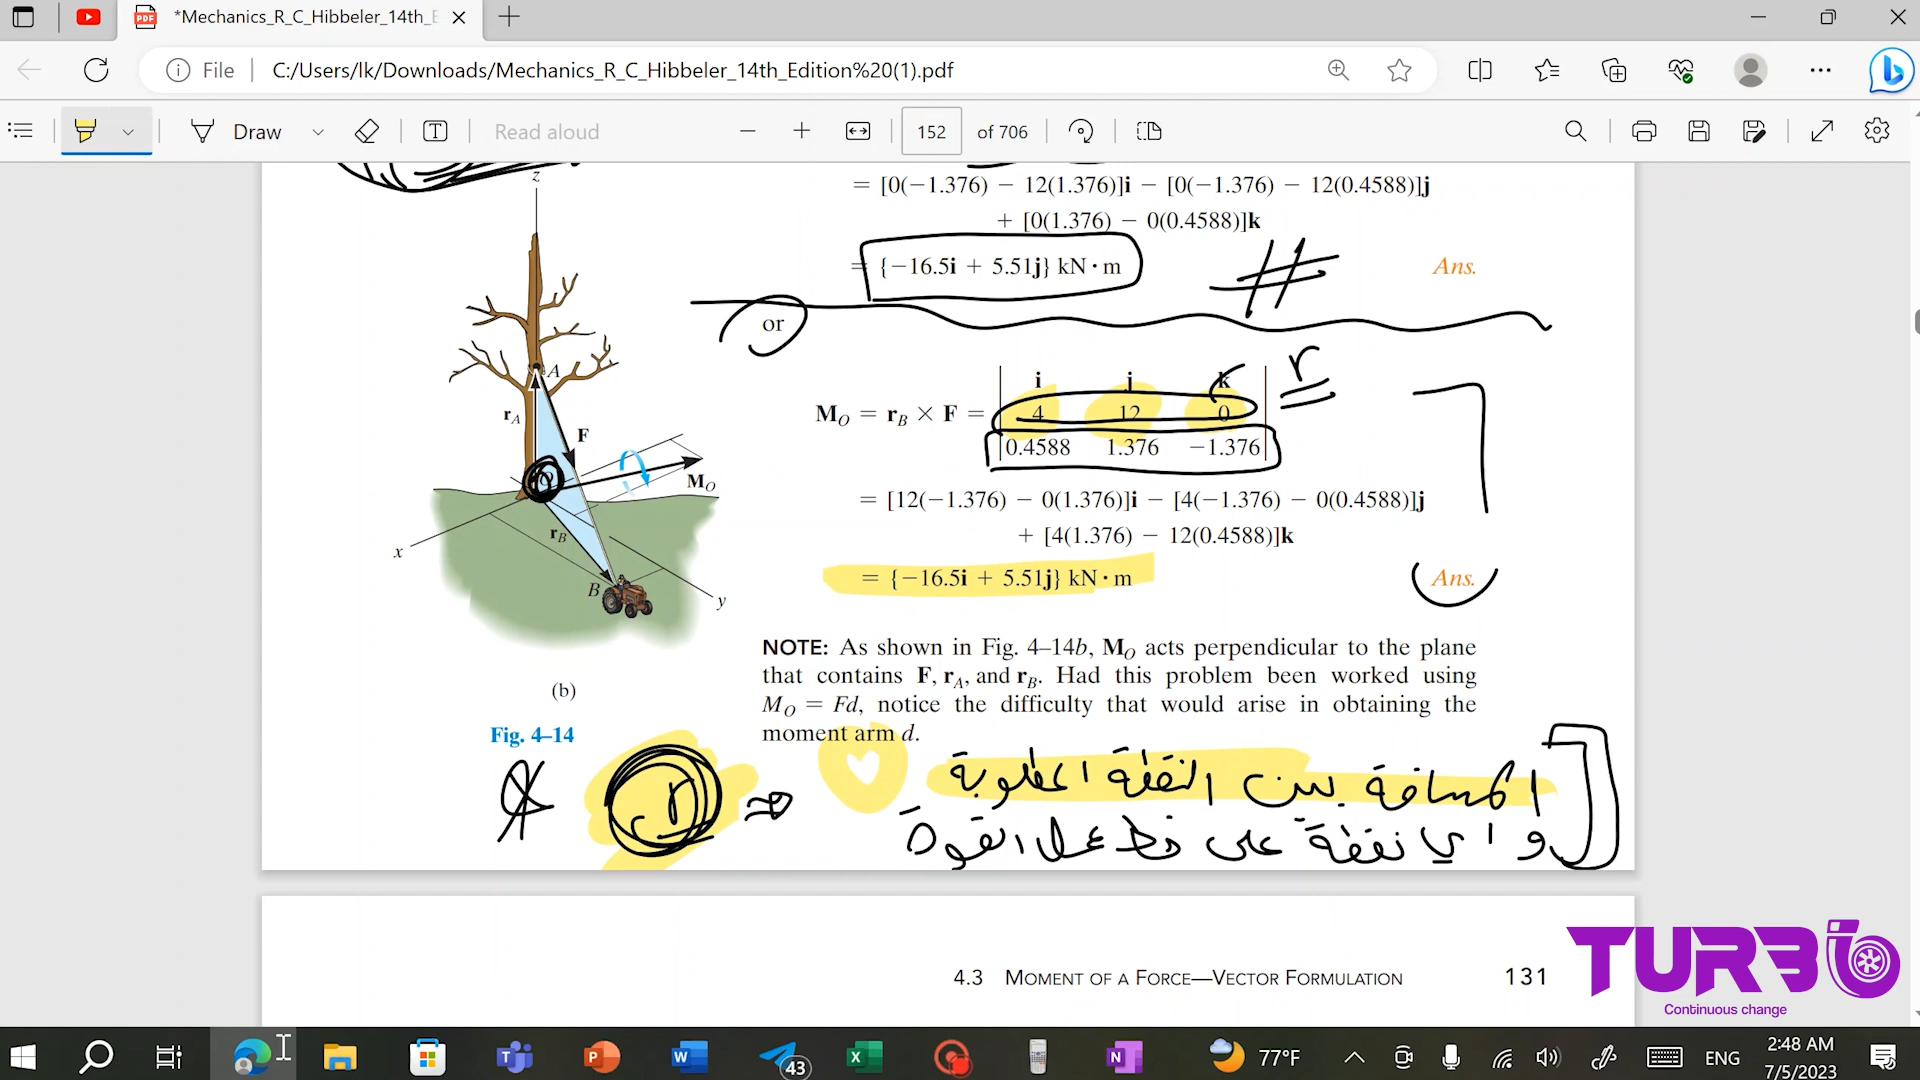 *Mechanics_R_C_Hibbeler_14th_E
File
C:/Users/lk/Downloads/Mechanics_R_C_Hibbeler_14th_Edition%20(1).pdf
Draw
Read aloud
152 of 706
= [0(−1.376) − 12(1.376)]i − [0(−1.376) − 12(0.4588)]j
+ [0(1.376) − 0(0.4588)]k
= {−16.5i + 5.51j} kN · m
Ans.
or
r
i j k
M_O = r_B × F = 4 12 0
0.4588 1.376 −1.376
= [12(−1.376) − 0(1.376)]i − [4(−1.376) − 0(0.4588)]j
+ [4(1.376) − 12(0.4588)]k
= {−16.5i + 5.51j} kN · m
Ans.
z
A
r_A
F
O
M_O
x
r_B
B
y
(b)
Fig. 4–14
NOTE: As shown in Fig. 4–14b, M_O acts perpendicular to the plane
that contains F, r_A, and r_B. Had this problem been worked using
M_O = Fd, notice the difficulty that would arise in obtaining the
moment arm d.
r ⇒
المسافة بين النقطة المطلوبة
و اي نقطة على خط عمل القوة
4.3 MOMENT OF A FORCE—VECTOR FORMULATION 131
TURBO
Continuous change
43
77°F
ENG
2:48 AM
7/5/2023